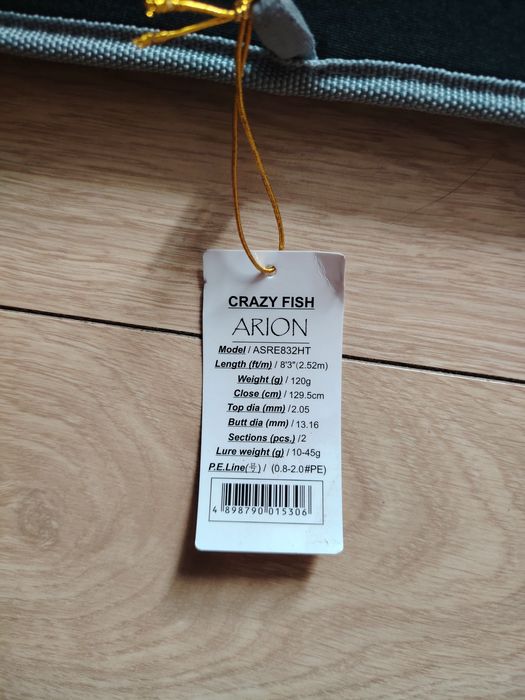 CRAZY FISH
ARION
Model / ASRE832HT
Length (ft/m) / 8'3"(2.52m)
Weight (g) / 120g
Close (cm) / 129.5cm
Top dia (mm) /2.05
Butt dia (mm) / 13.16
Sections (pcs.) /2
Lure weight (g) / 10-45g
P.E.Line(号) / (0.8-2.0#PE)
4 898790 015306